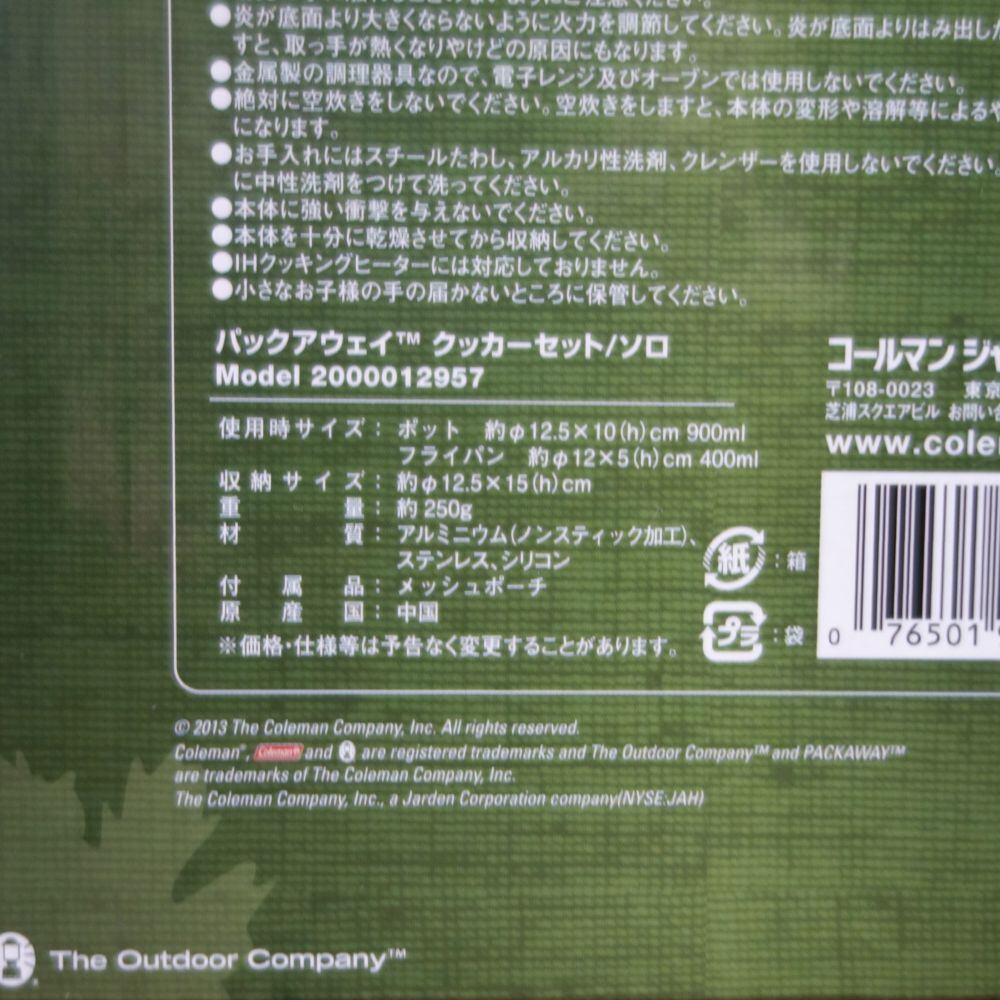 ●炎が底面より大きくならないように火力を調節してください。炎が底面よりはみ出した
すと、取っ手が熱くなりやけどの原因にもなります。
●金属製の調理器具なので、電子レンジ及びオーブンでは使用しないでください。
●絶対に空炊きをしないでください。空炊きをしますと、本体の変形や溶解等によるや
になります。
●お手入れにはスチールたわし、アルカリ性洗剤、クレンザーを使用しないでください。
に中性洗剤をつけて洗ってください。
●本体に強い衝撃を与えないでください。
●本体を十分に乾燥させてから収納してください。
●IHクッキングヒーターには対応しておりません。
●小さなお子様の手の届かないところに保管してください。
パックアウェイ™ クッカーセット/ソロ
Model 2000012957
使用時サイズ： ポット 約φ12.5×10(h)cm 900ml
フライパン 約φ12×5(h)cm 400ml
収納サイズ： 約φ12.5×15(h)cm
重量： 約250g
材質： アルミニウム(ノンスティック加工)、
ステンレス、シリコン
付属品： メッシュポーチ
原産国： 中国
※価格・仕様等は予告なく変更することがあります。
コールマン ジャ
〒108-0023 東京
芝浦スクエアビル お問い
www.cole
紙：箱
プラ：袋
0 76501
© 2013 The Coleman Company, Inc. All rights reserved.
Coleman®, Coleman® and are registered trademarks and The Outdoor Company™ and PACKAWAY™
are trademarks of The Coleman Company, Inc.
The Coleman Company, Inc., a Jarden Corporation company(NYSE:JAH)
The Outdoor Company™